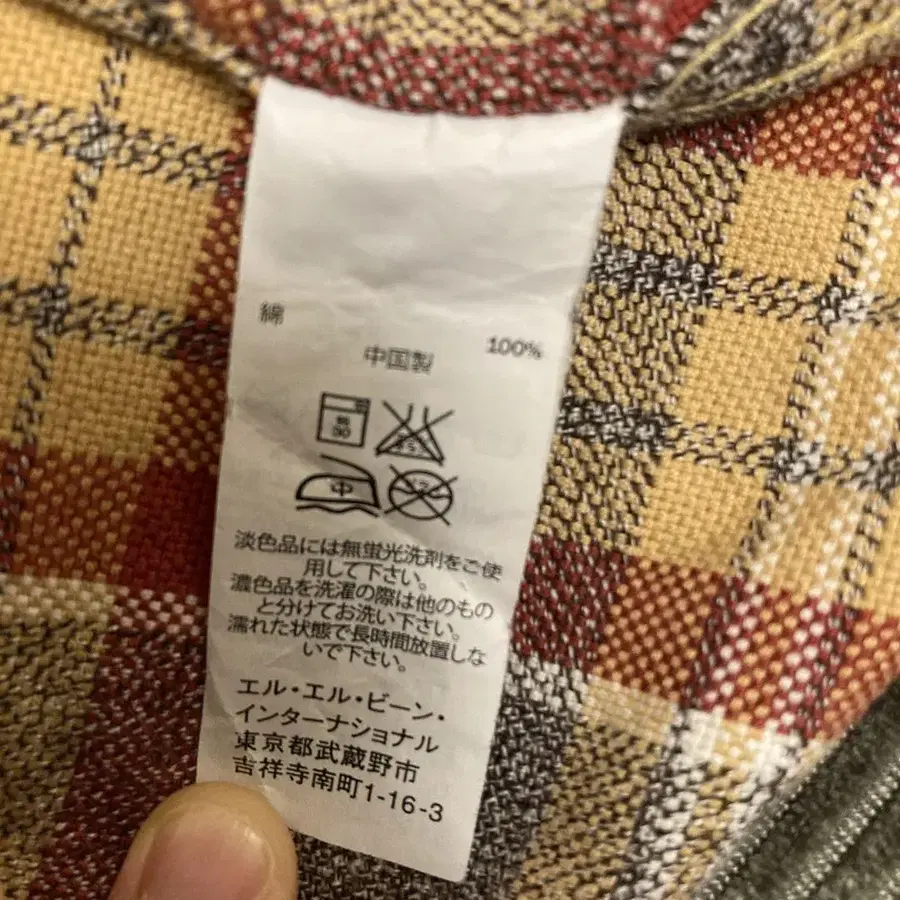 綿 100%
中国製
中
淡色品には無蛍光洗剤をご使
用して下さい。
濃色品を洗濯の際は他のもの
と分けてお洗い下さい。
濡れた状態で長時間放置しな
いで下さい。
エル・エル・ビーン・
インターナショナル
東京都武蔵野市
吉祥寺南町1-16-3